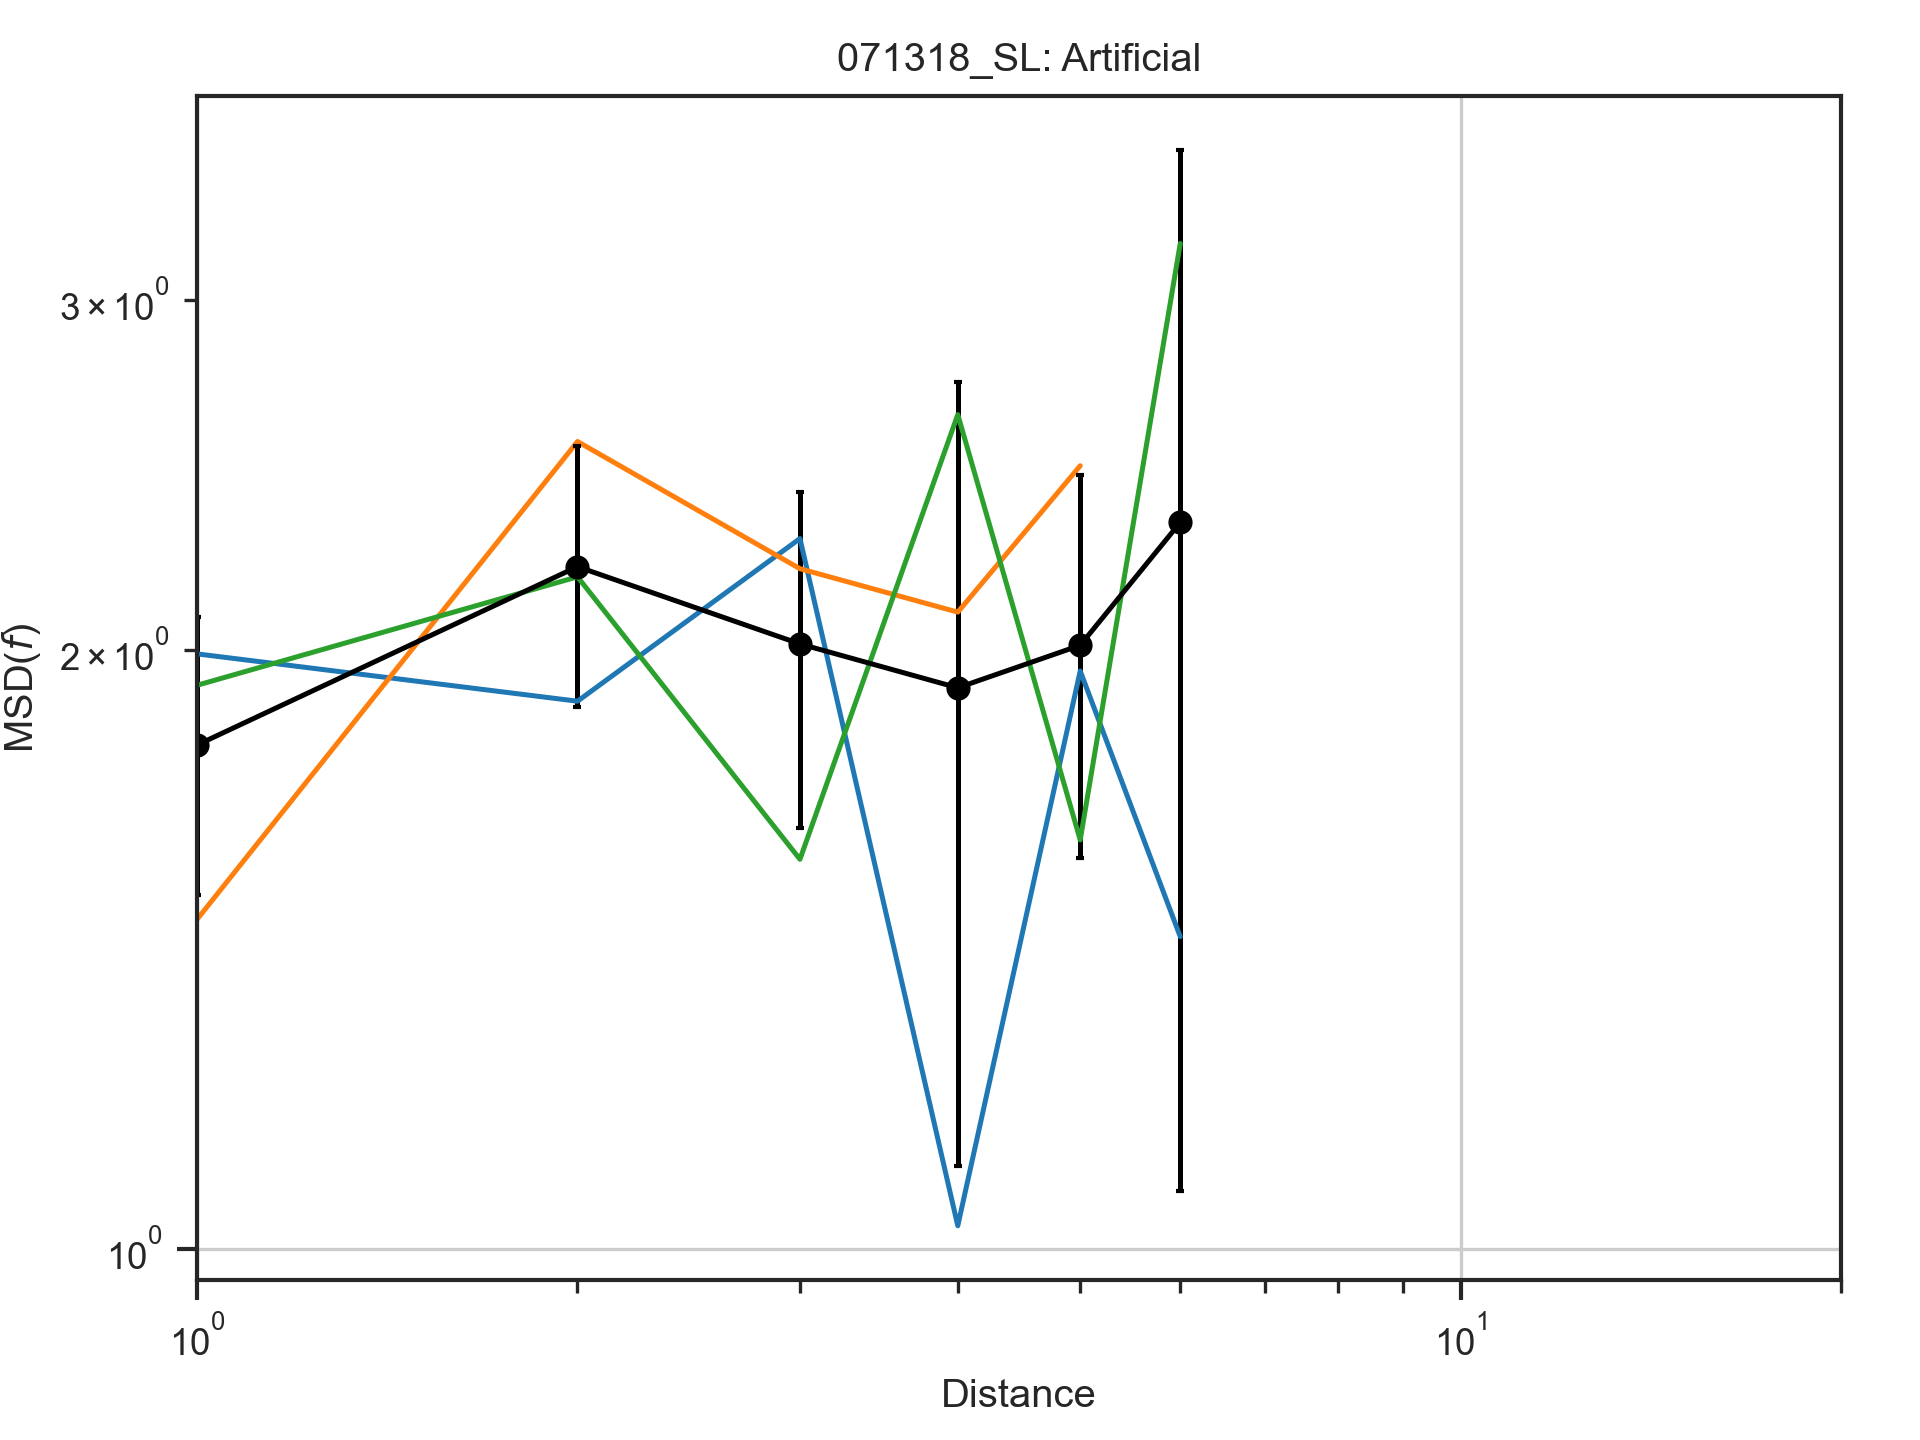 071318_SL: Artificial
MSD(f)
3 × 10⁰
2 × 10⁰
10⁰
10⁰
10¹
Distance